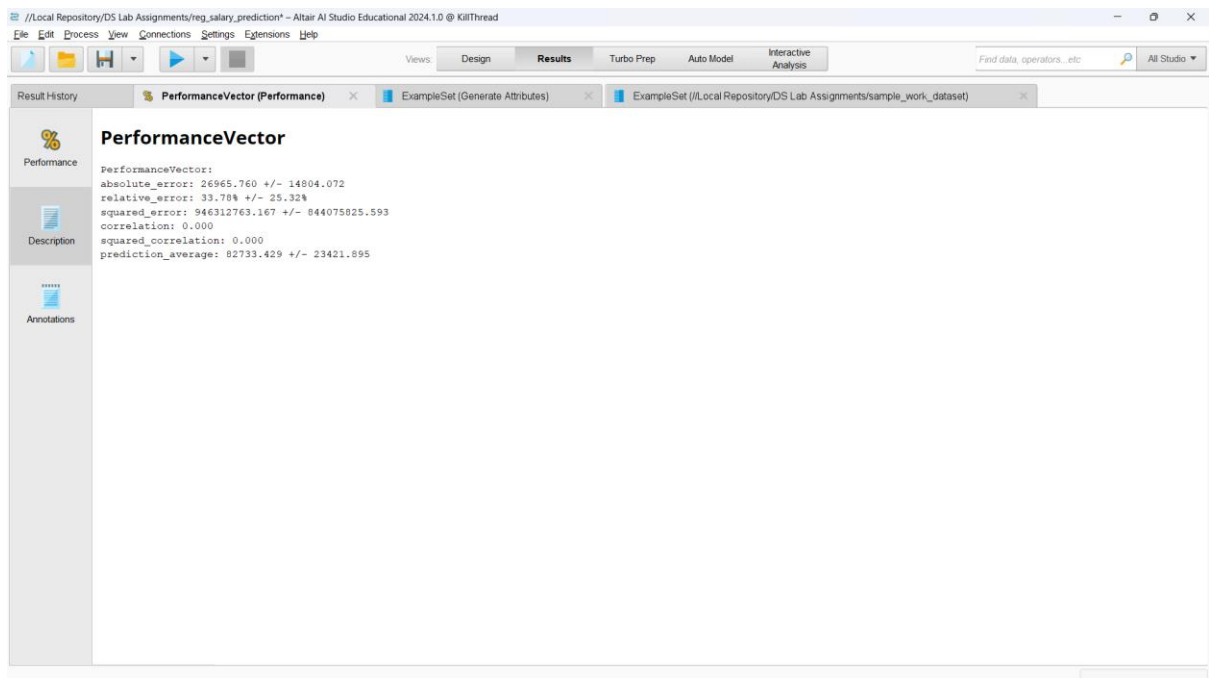 //Local Repository/DS Lab Assignments/reg_salary_prediction* – Altair AI Studio Educational 2024.1.0 @ KillThread
File Edit Process View Connections Settings Extensions Help
Views: Design Results Turbo Prep Auto Model Interactive Analysis Find data, operators...etc All Studio
Result History PerformanceVector (Performance) ExampleSet (Generate Attributes) ExampleSet (//Local Repository/DS Lab Assignments/sample_work_dataset)
%
Performance
Description
Annotations
PerformanceVector
PerformanceVector:
absolute_error: 26965.760 +/- 14804.072
relative_error: 33.78% +/- 25.32%
squared_error: 946312763.167 +/- 844075825.593
correlation: 0.000
squared_correlation: 0.000
prediction_average: 82733.429 +/- 23421.895